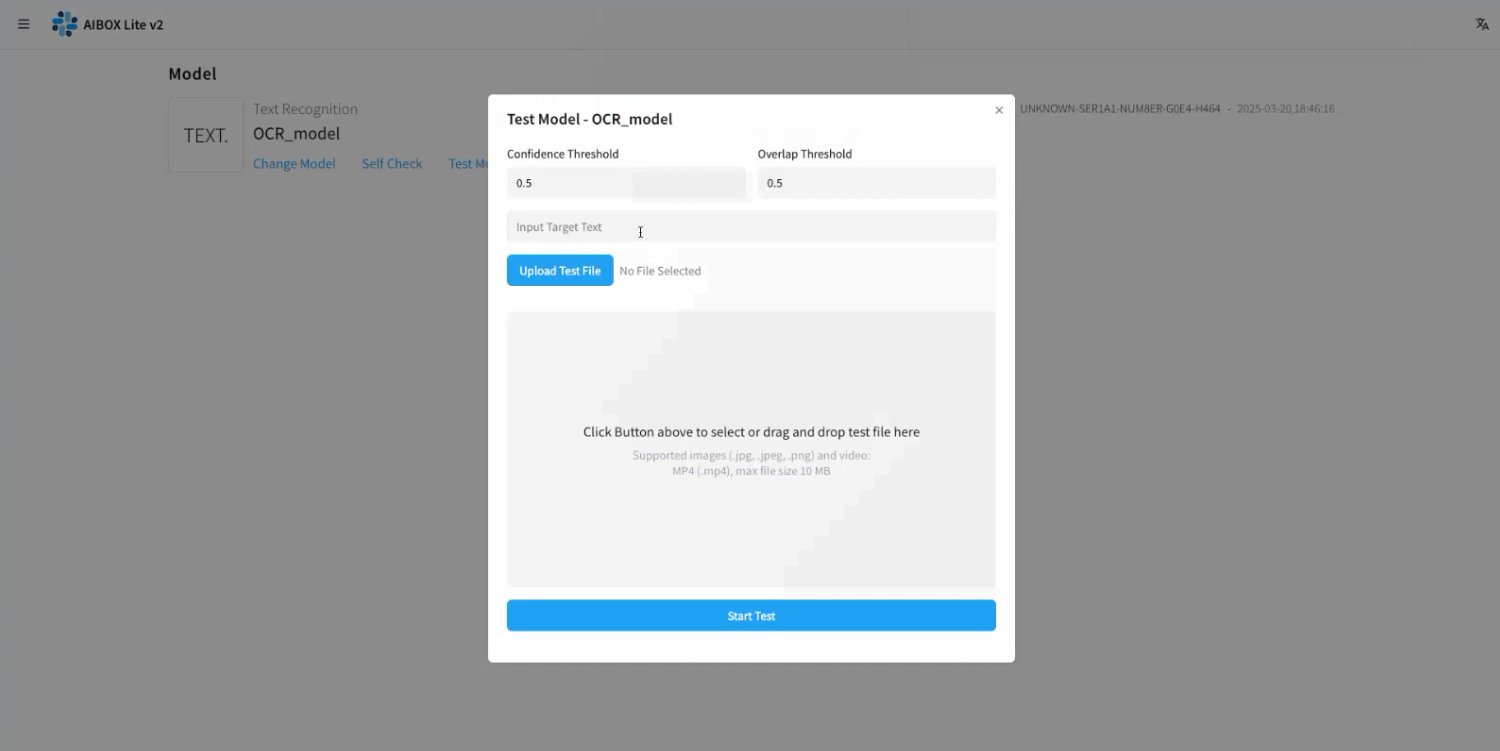 AIBOX Lite v2
Model
TEXT.
Text Recognition
OCR_model
Change Model
Self Check
Test Mo
UNKNOWN-SER1A1-NUM8ER-G0E4-H464 - 2025-03-20 18:46:16
Test Model - OCR_model
Confidence Threshold
Overlap Threshold
0.5
0.5
Input Target Text
Upload Test File
No File Selected
Click Button above to select or drag and drop test file here
Supported images (.jpg, .jpeg, .png) and video:
MP4 (.mp4), max file size 10 MB
Start Test